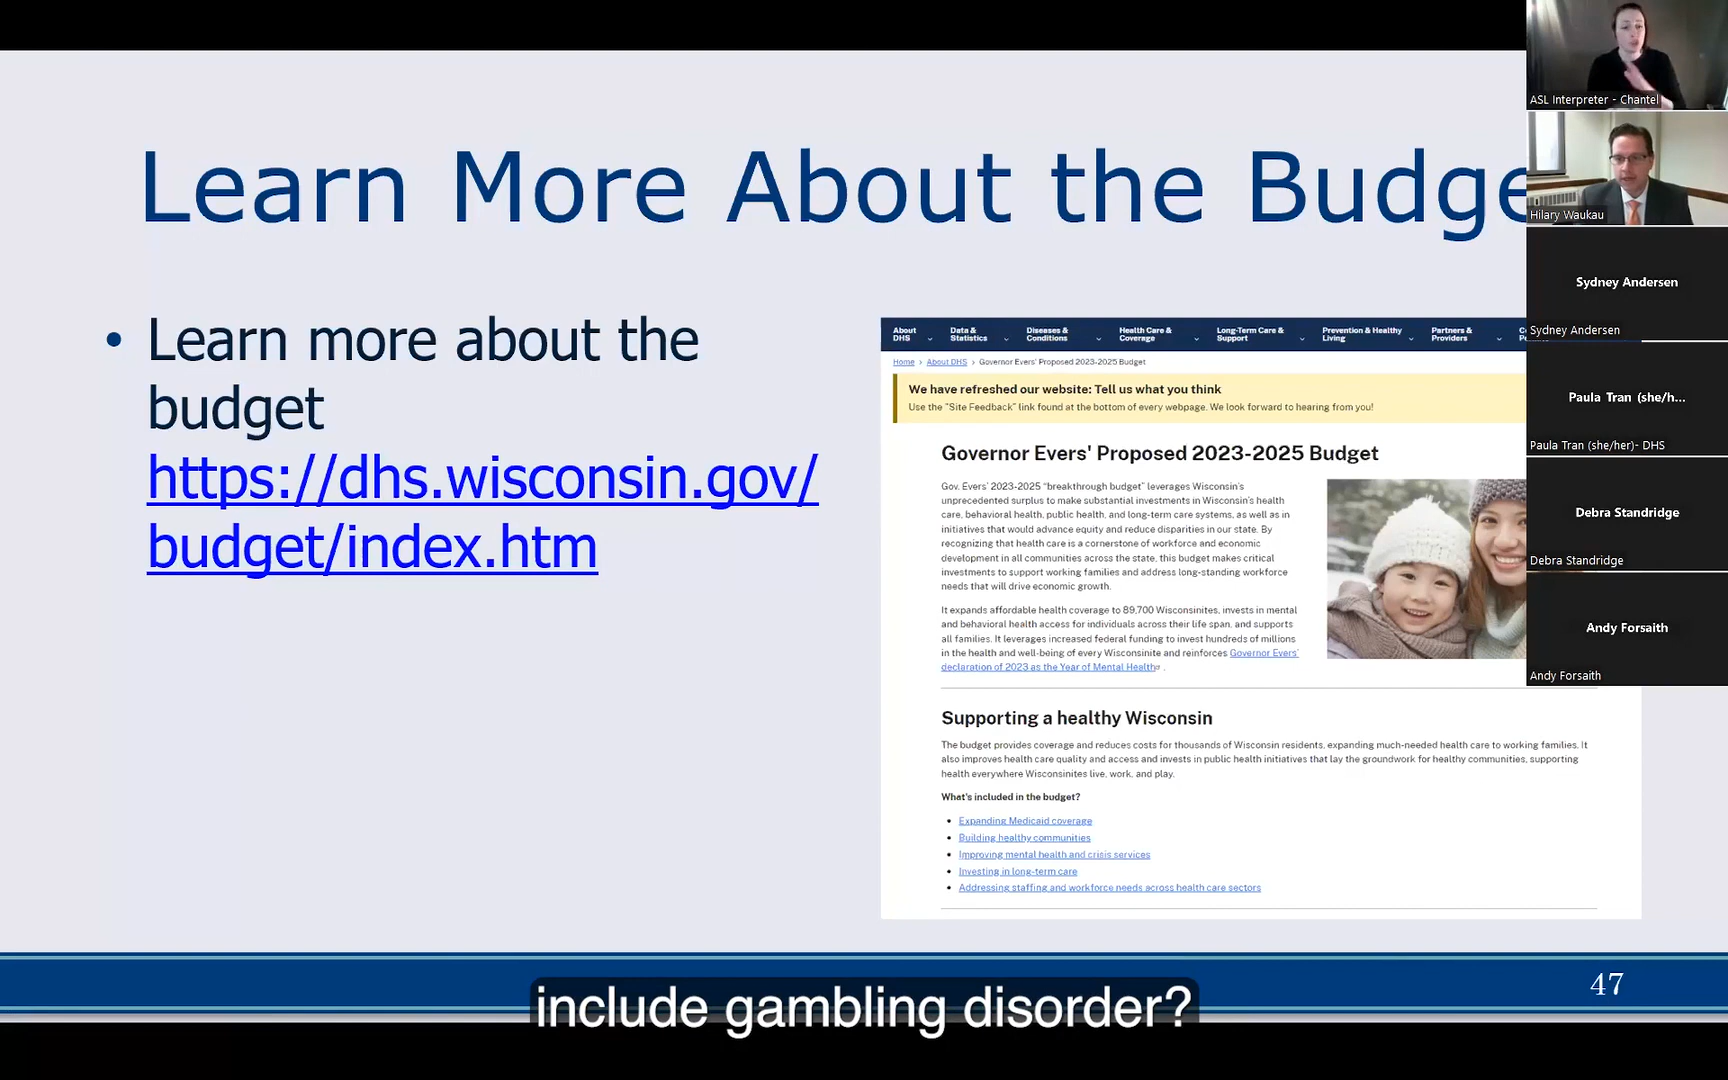 Learn More About the Budge
• Learn more about the
budget
https://dhs.wisconsin.gov/
budget/index.htm
About
DHS
Data &
Statistics
Diseases &
Conditions
Health Care &
Coverage
Long-Term Care &
Support
Prevention & Healthy
Living
Partners &
Providers
Home > About DHS > Governor Evers' Proposed 2023-2025 Budget
We have refreshed our website: Tell us what you think
Use the "Site Feedback" link found at the bottom of every webpage. We look forward to hearing from you!
Governor Evers' Proposed 2023-2025 Budget
Gov. Evers' 2023-2025 “breakthrough budget” leverages Wisconsin's
unprecedented surplus to make substantial investments in Wisconsin's health
care, behavioral health, public health, and long-term care systems, as well as in
initiatives that would advance equity and reduce disparities in our state. By
recognizing that health care is a cornerstone of workforce and economic
development in all communities across the state, this budget makes critical
investments to support working families and address long-standing workforce
needs that will drive economic growth.
It expands affordable health coverage to 89,700 Wisconsinites, invests in mental
and behavioral health access for individuals across their life span, and supports
all families. It leverages increased federal funding to invest hundreds of millions
in the health and well-being of every Wisconsinite and reinforces Governor Evers'
declaration of 2023 as the Year of Mental Health .
Supporting a healthy Wisconsin
The budget provides coverage and reduces costs for thousands of Wisconsin residents, expanding much-needed health care to working families. It
also improves health care quality and access and invests in public health initiatives that lay the groundwork for healthy communities, supporting
health everywhere Wisconsinites live, work, and play.
What's included in the budget?
• Expanding Medicaid coverage
• Building healthy communities
• Improving mental health and crisis services
• Investing in long-term care
• Addressing staffing and workforce needs across health care sectors
ASL Interpreter - Chantel
Hilary Waukau
Sydney Andersen
Sydney Andersen
Paula Tran (she/h...
Paula Tran (she/her)- DHS
Debra Standridge
Debra Standridge
Andy Forsaith
Andy Forsaith
47
include gambling disorder?